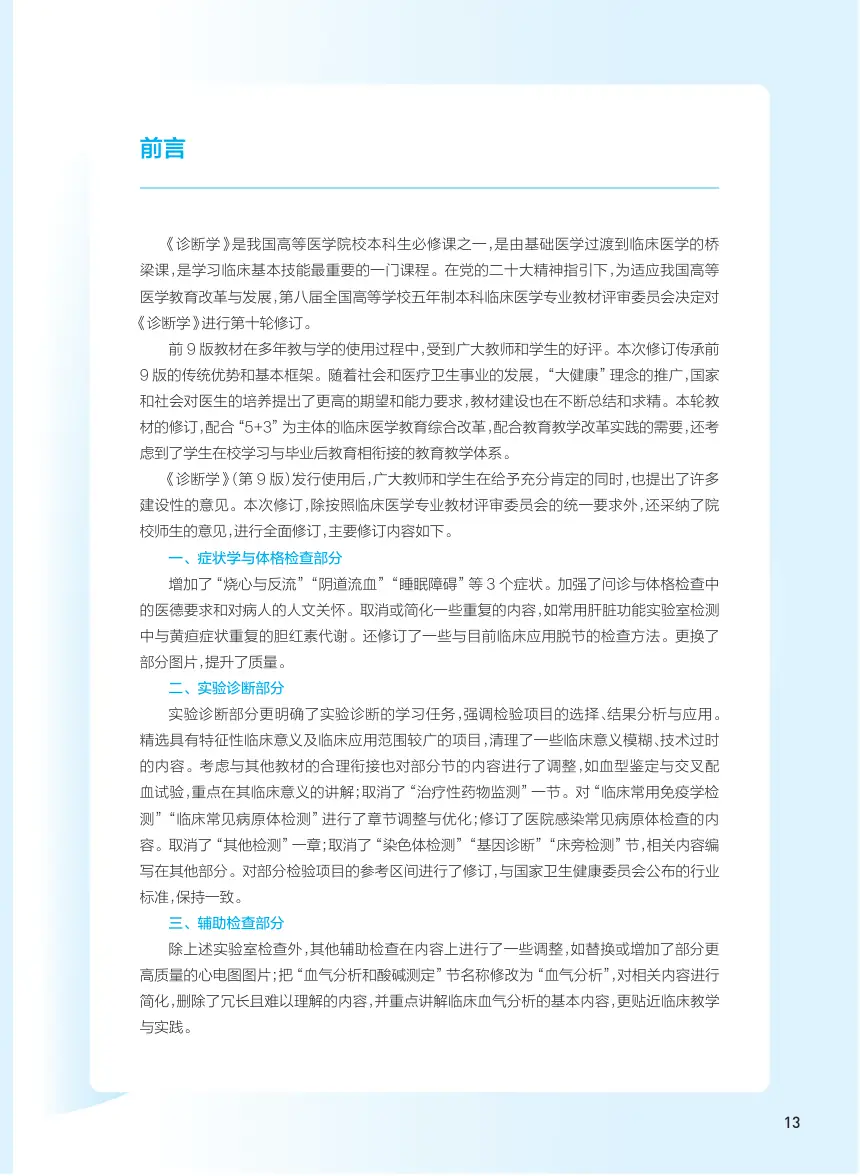 前言
《诊断学》是我国高等医学院校本科生必修课之一，是由基础医学过渡到临床医学的桥
梁课，是学习临床基本技能最重要的一门课程。在党的二十大精神指引下，为适应我国高等
医学教育改革与发展，第八届全国高等学校五年制本科临床医学专业教材评审委员会决定对
《诊断学》进行第十轮修订。
前 9 版教材在多年教与学的使用过程中，受到广大教师和学生的好评。本次修订传承前
9 版的传统优势和基本框架。随着社会和医疗卫生事业的发展，“大健康”理念的推广，国家
和社会对医生的培养提出了更高的期望和能力要求，教材建设也在不断总结和求精。本轮教
材的修订，配合“5+3”为主体的临床医学教育综合改革，配合教育教学改革实践的需要，还考
虑到了学生在校学习与毕业后教育相衔接的教育教学体系。
《诊断学》（第 9 版）发行使用后，广大教师和学生在给予充分肯定的同时，也提出了许多
建设性的意见。本次修订，除按照临床医学专业教材评审委员会的统一要求外，还采纳了院
校师生的意见，进行全面修订，主要修订内容如下。
一、症状学与体格检查部分
增加了“烧心与反流”“阴道流血”“睡眠障碍”等 3 个症状。加强了问诊与体格检查中
的医德要求和对病人的人文关怀。取消或简化一些重复的内容，如常用肝脏功能实验室检测
中与黄疸症状重复的胆红素代谢。还修订了一些与目前临床应用脱节的检查方法。更换了
部分图片，提升了质量。
二、实验诊断部分
实验诊断部分更明确了实验诊断的学习任务，强调检验项目的选择、结果分析与应用。
精选具有特征性临床意义及临床应用范围较广的项目，清理了一些临床意义模糊、技术过时
的内容。考虑与其他教材的合理衔接也对部分节的内容进行了调整，如血型鉴定与交叉配
血试验，重点在其临床意义的讲解；取消了“治疗性药物监测”一节。对“临床常用免疫学检
测”“临床常见病原体检测”进行了章节调整与优化；修订了医院感染常见病原体检查的内
容。取消了“其他检测”一章；取消了“染色体检测”“基因诊断”“床旁检测”节，相关内容编
写在其他部分。对部分检验项目的参考区间进行了修订，与国家卫生健康委员会公布的行业
标准，保持一致。
三、辅助检查部分
除上述实验室检查外，其他辅助检查在内容上进行了一些调整，如替换或增加了部分更
高质量的心电图图片；把“血气分析和酸碱测定”节名称修改为“血气分析”，对相关内容进行
简化，删除了冗长且难以理解的内容，并重点讲解临床血气分析的基本内容，更贴近临床教学
与实践。
13